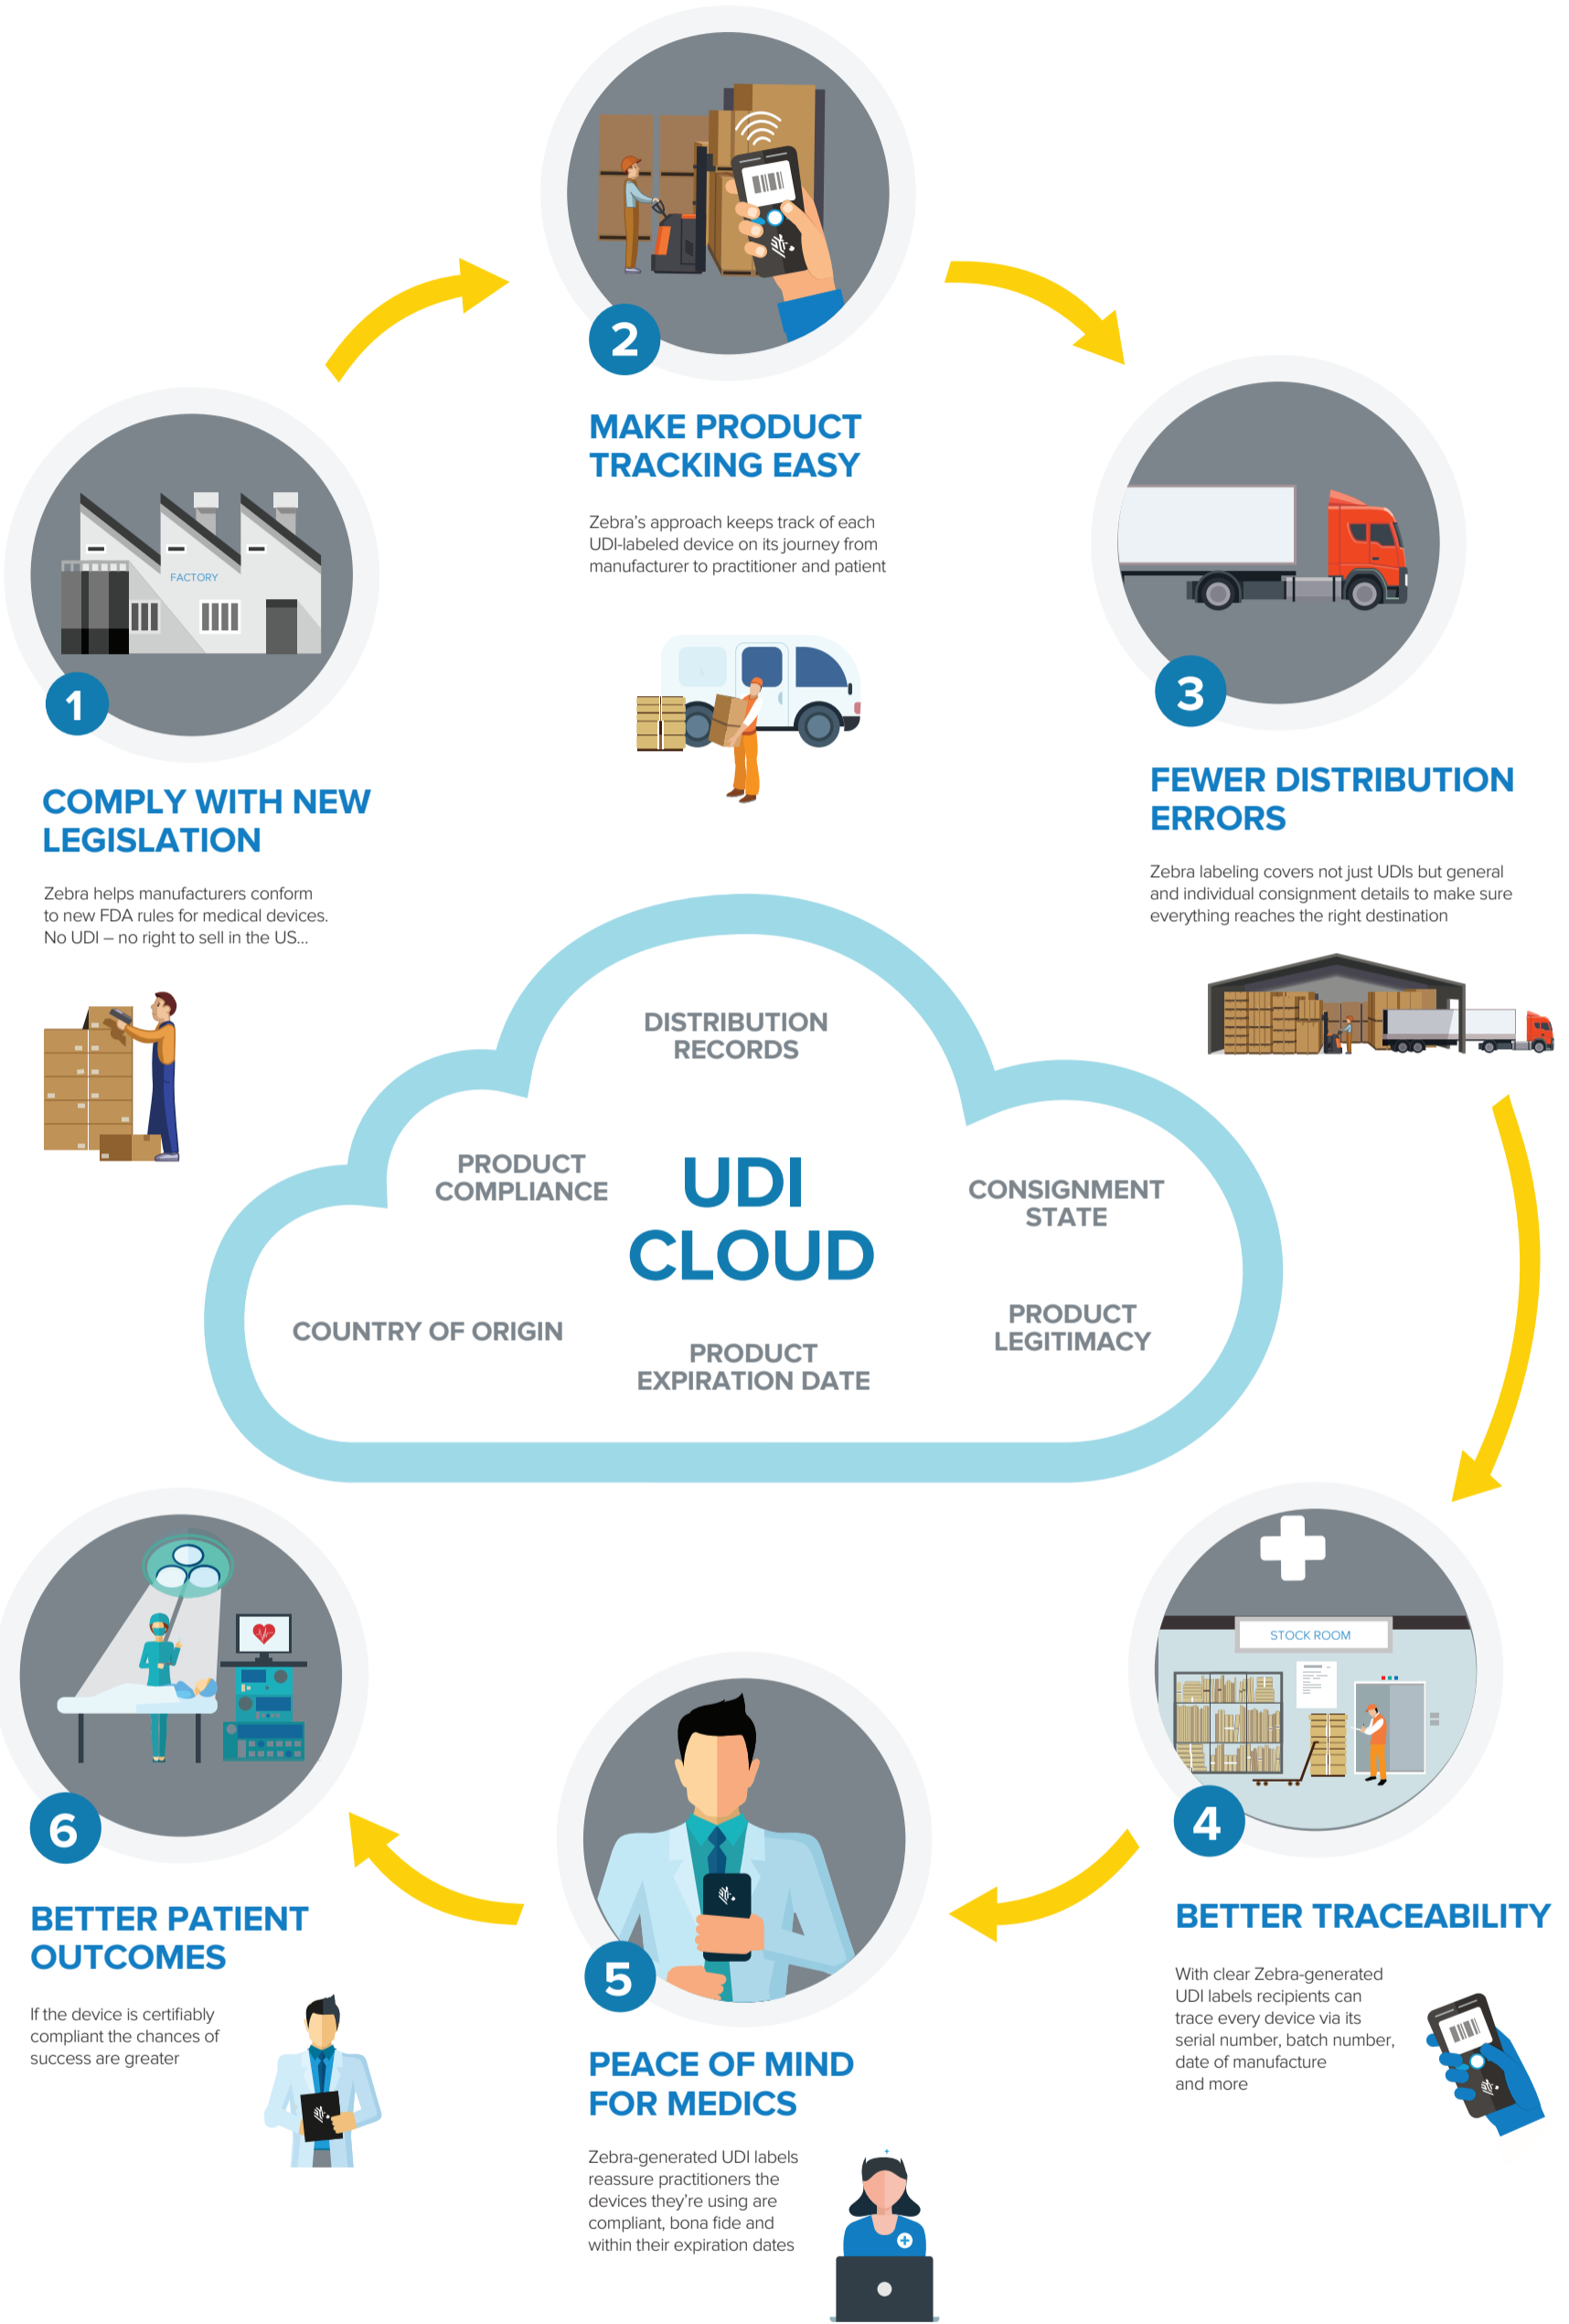 2
MAKE PRODUCT
TRACKING EASY
Zebra's approach keeps track of each
UDI-labeled device on its journey from
manufacturer to practitioner and patient
FACTORY
1
COMPLY WITH NEW
LEGISLATION
Zebra helps manufacturers conform
to new FDA rules for medical devices.
No UDI – no right to sell in the US...
3
FEWER DISTRIBUTION
ERRORS
Zebra labeling covers not just UDIs but general
and individual consignment details to make sure
everything reaches the right destination
DISTRIBUTION
RECORDS
PRODUCT
COMPLIANCE
UDI
CLOUD
CONSIGNMENT
STATE
COUNTRY OF ORIGIN
PRODUCT
EXPIRATION DATE
PRODUCT
LEGITIMACY
STOCK ROOM
4
BETTER TRACEABILITY
With clear Zebra-generated
UDI labels recipients can
trace every device via its
serial number, batch number,
date of manufacture
and more
5
PEACE OF MIND
FOR MEDICS
Zebra-generated UDI labels
reassure practitioners the
devices they're using are
compliant, bona fide and
within their expiration dates
6
BETTER PATIENT
OUTCOMES
If the device is certifiably
compliant the chances of
success are greater